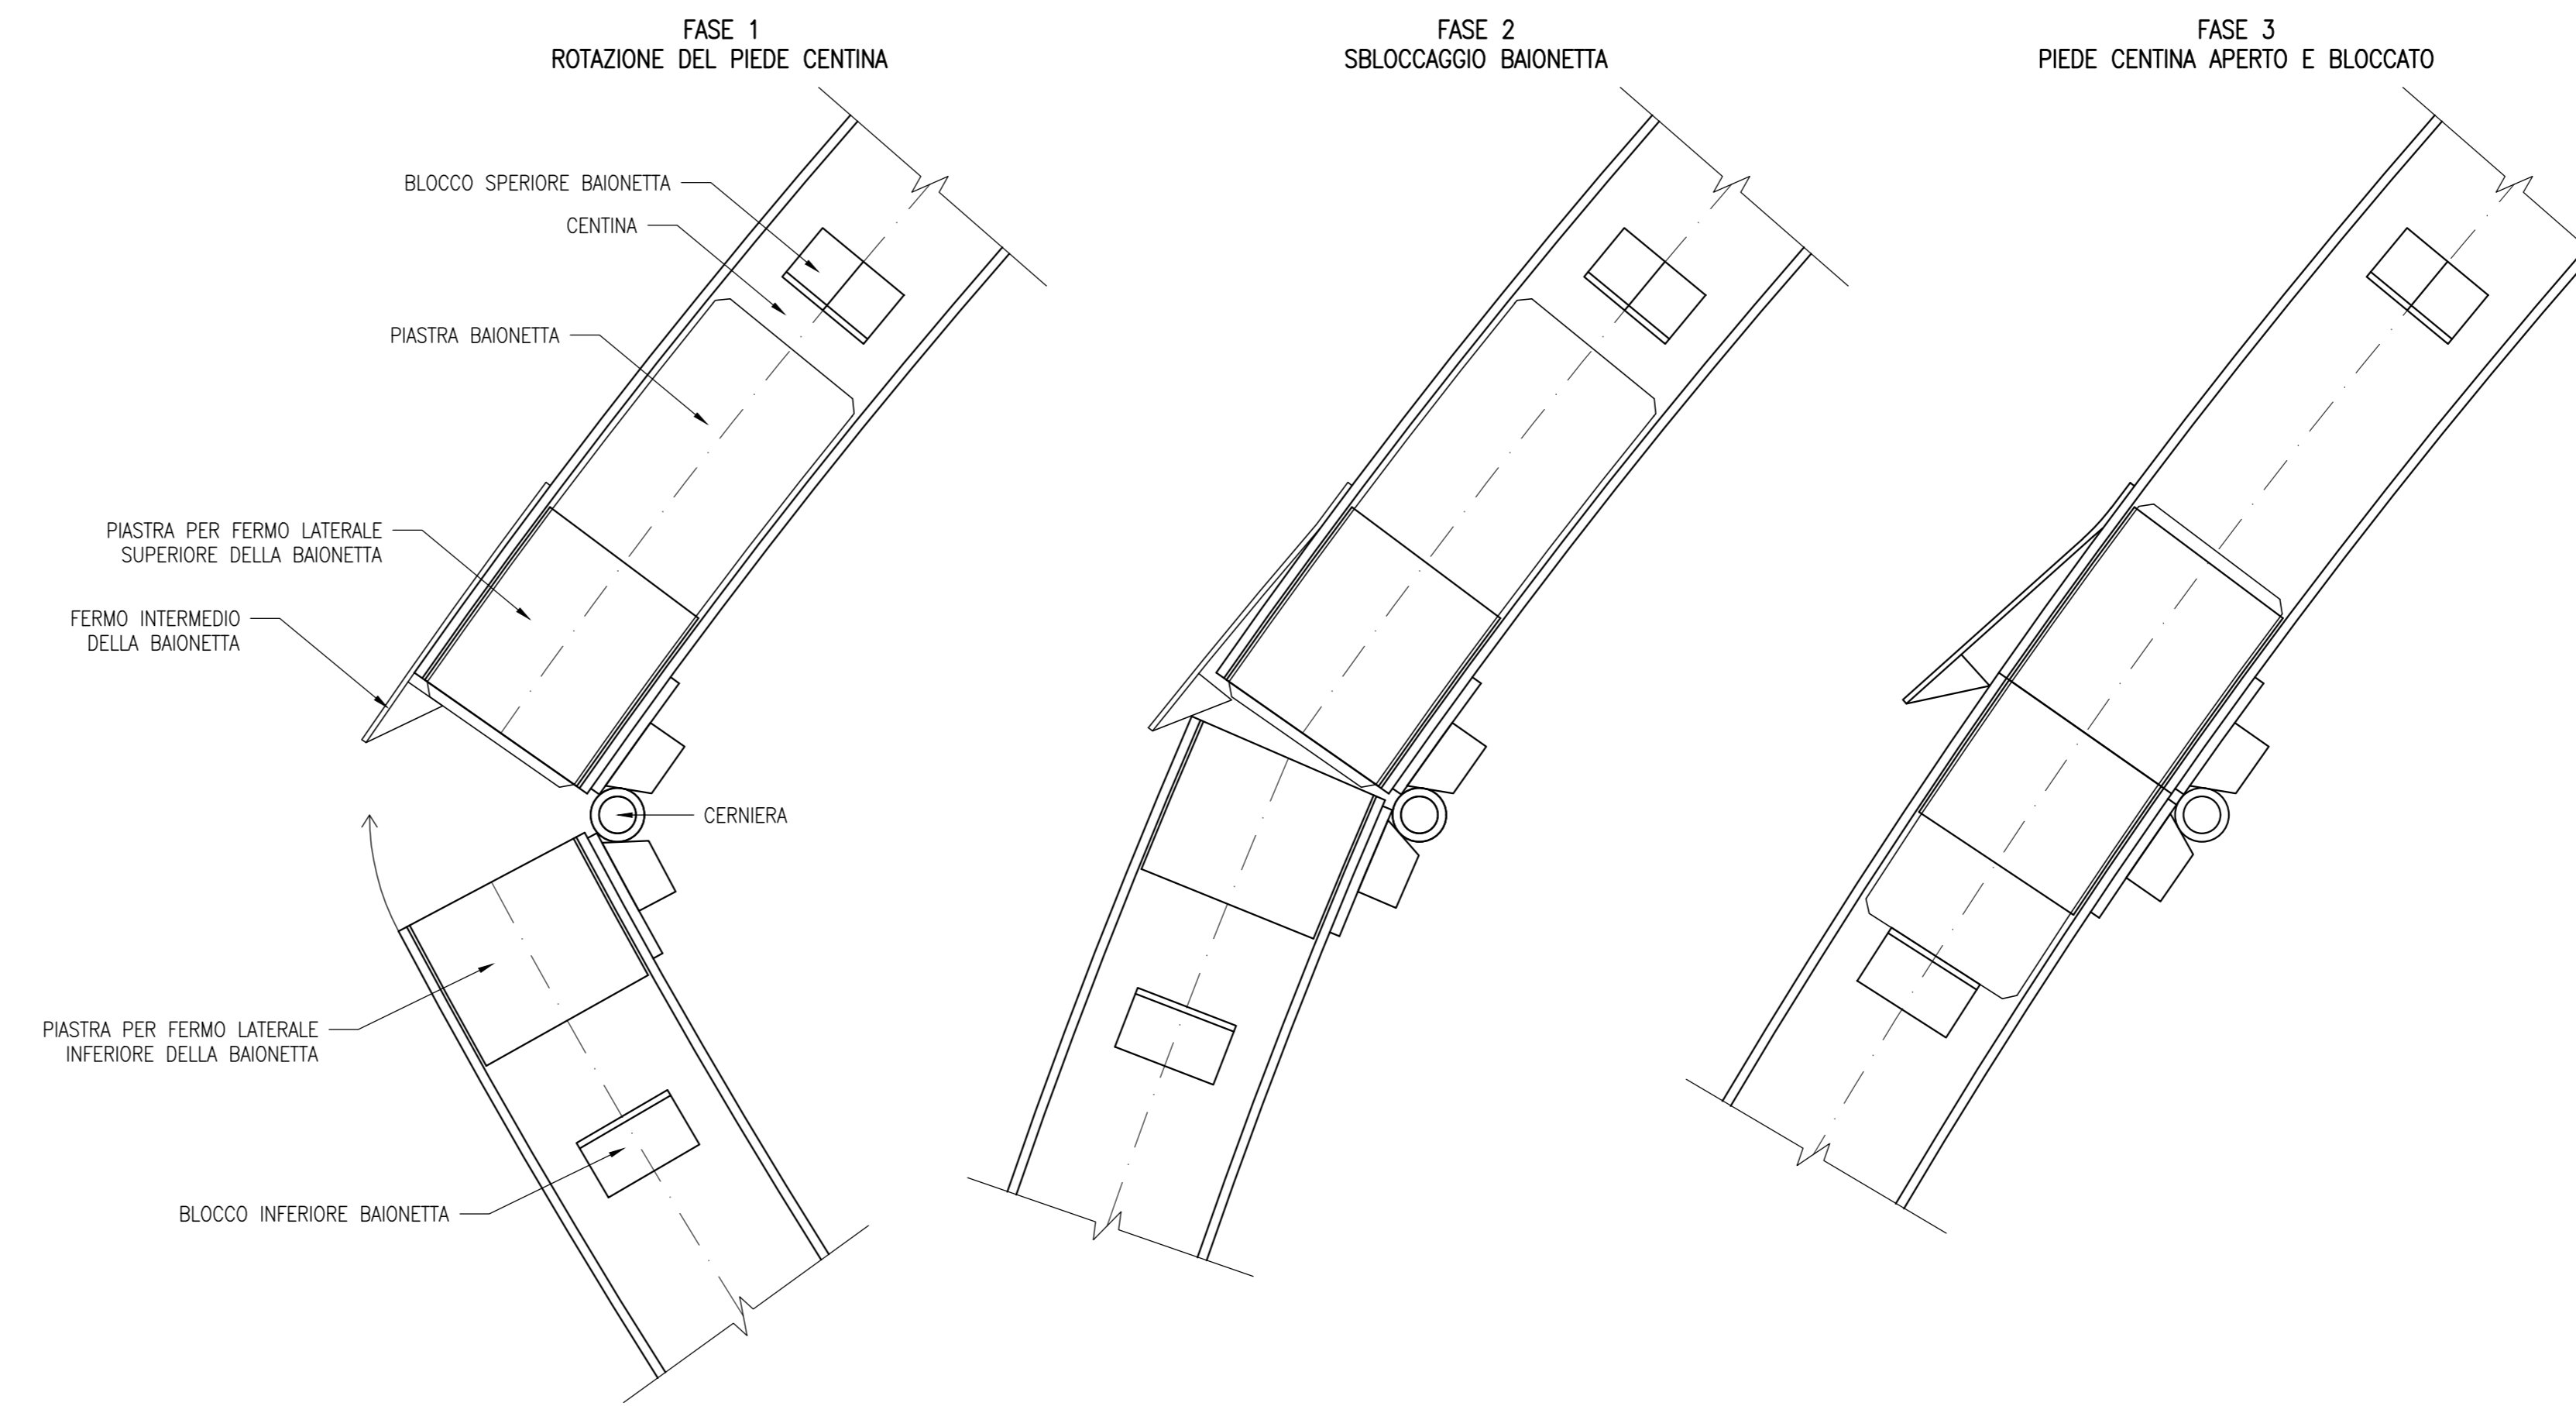 FASE 1
ROTAZIONE DEL PIEDE CENTINA
FASE 2
SBLOCCAGGIO BAIONETTA
FASE 3
PIEDE CENTINA APERTO E BLOCCATO
BLOCCO SPERIORE BAIONETTA
CENTINA
PIASTRA BAIONETTA
PIASTRA PER FERMO LATERALE
SUPERIORE DELLA BAIONETTA
FERMO INTERMEDIO
DELLA BAIONETTA
CERNIERA
PIASTRA PER FERMO LATERALE
INFERIORE DELLA BAIONETTA
BLOCCO INFERIORE BAIONETTA